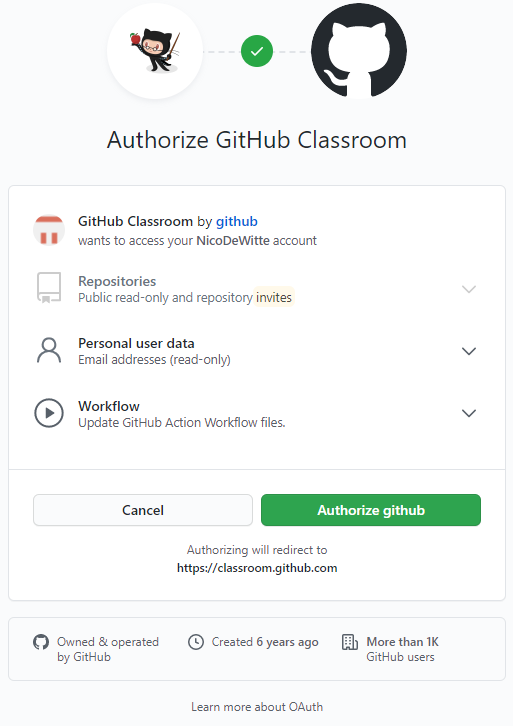 Authorize GitHub Classroom
GitHub Classroom by github
wants to access your NicoDeWitte account
Repositories
Public read-only and repository invites
Personal user data
Email addresses (read-only)
Workflow
Update GitHub Action Workflow files.
Cancel
Authorize github
Authorizing will redirect to
https://classroom.github.com
Owned & operated
by GitHub
Created 6 years ago
More than 1K
GitHub users
Learn more about OAuth